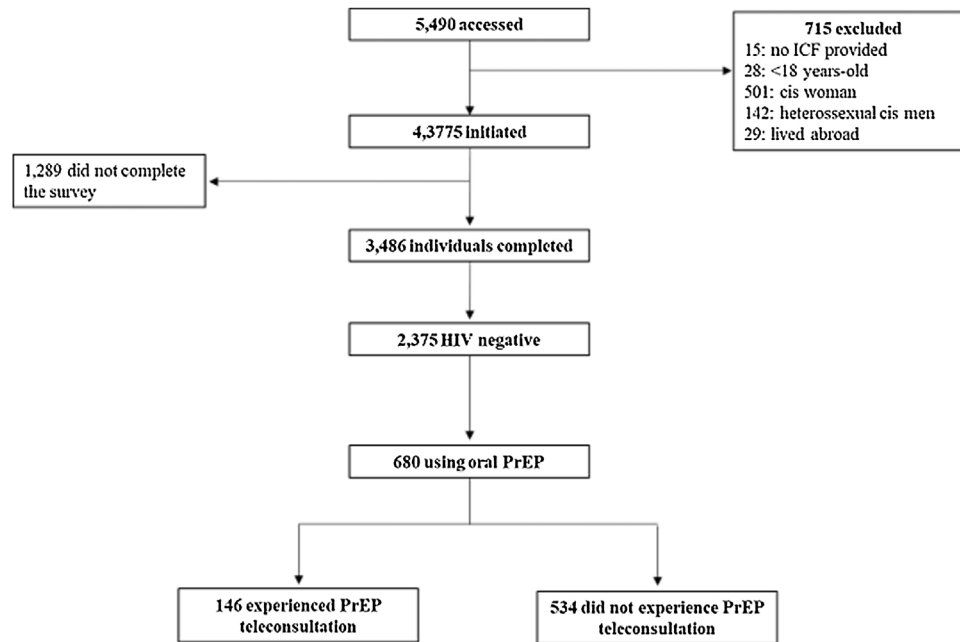 5,490 accessed
715 excluded
15: no ICF provided
28: <18 years-old
501: cis woman
142: heterossexual cis men
29: lived abroad
4,3775 initiated
1,289 did not complete
the survey
3,486 individuals completed
2,375 HIV negative
680 using oral PrEP
146 experienced PrEP
teleconsultation
534 did not experience PrEP
teleconsultation